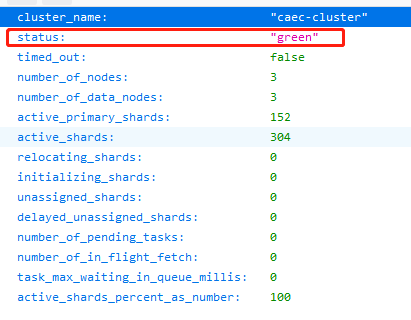 cluster_name: "caec-cluster"
status: "green"
timed_out: false
number_of_nodes: 3
number_of_data_nodes: 3
active_primary_shards: 152
active_shards: 304
relocating_shards: 0
initializing_shards: 0
unassigned_shards: 0
delayed_unassigned_shards: 0
number_of_pending_tasks: 0
number_of_in_flight_fetch: 0
task_max_waiting_in_queue_millis: 0
active_shards_percent_as_number: 100